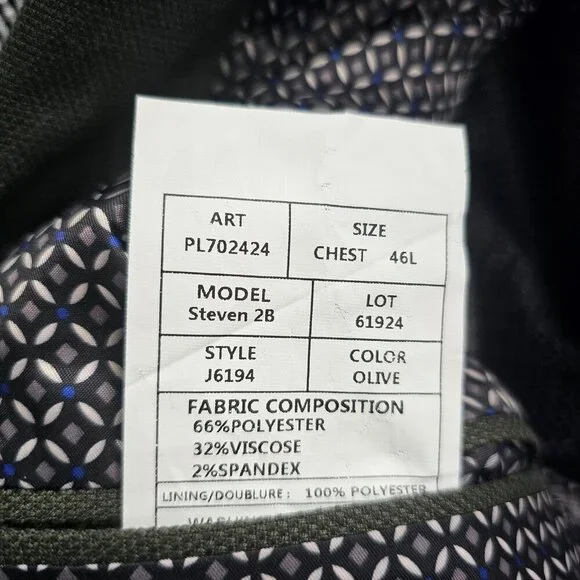 ART
PL702424
SIZE
CHEST 46L
MODEL
Steven 2B
LOT
61924
STYLE
J6194
COLOR
OLIVE
FABRIC COMPOSITION
66%POLYESTER
32%VISCOSE
2%SPANDEX
LINING/DOUBLURE: 100% POLYESTER